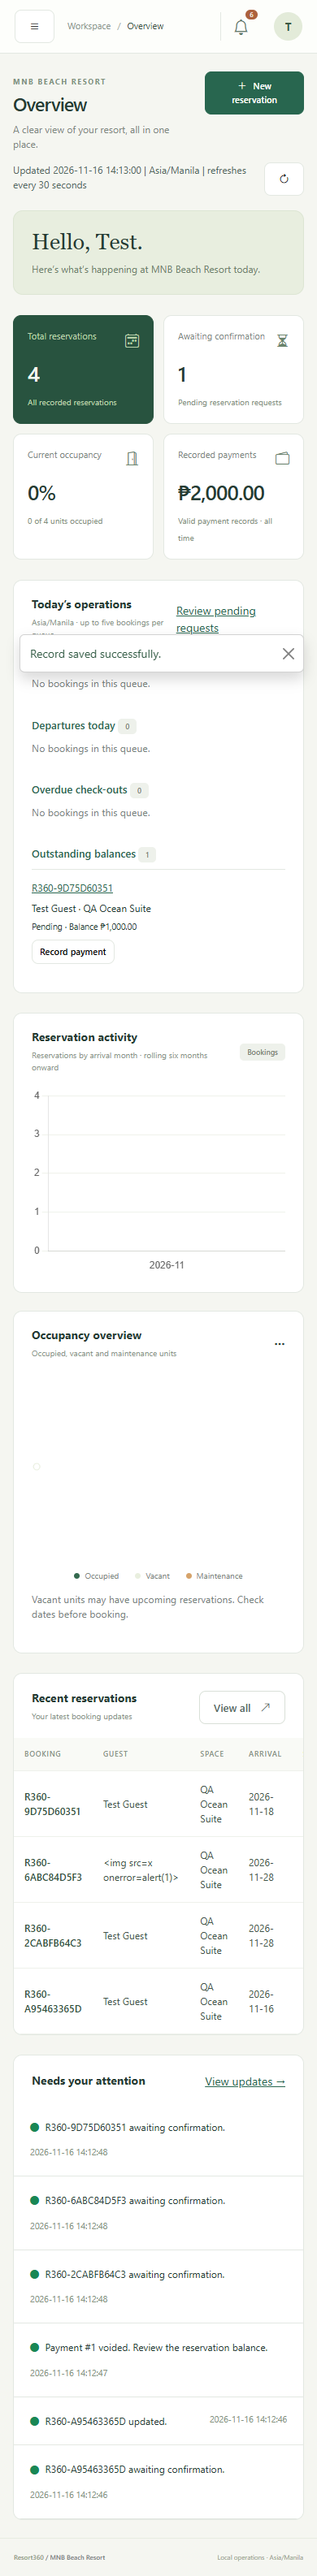 Workspace / Overview
6
T
MNB BEACH RESORT
Overview
A clear view of your resort, all in one
place.
+ New
reservation
Updated 2026-11-16 14:13:00 | Asia/Manila | refreshes
every 30 seconds
Hello, Test.
Here's what's happening at MNB Beach Resort today.
Total reservations
4
All recorded reservations
Awaiting confirmation
1
Pending reservation requests
Current occupancy
0%
0 of 4 units occupied
Recorded payments
₱2,000.00
Valid payment records · all
time
Today's operations
Asia/Manila · up to five bookings per
Review pending
requests
Record saved successfully.
No bookings in this queue.
Departures today 0
No bookings in this queue.
Overdue check-outs 0
No bookings in this queue.
Outstanding balances 1
R360-9D75D60351
Test Guest · QA Ocean Suite
Pending · Balance ₱1,000.00
Record payment
Reservation activity
Reservations by arrival month · rolling six months
onward
Bookings
4
3
2
1
0
2026-11
Occupancy overview
Occupied, vacant and maintenance units
Occupied Vacant Maintenance
Vacant units may have upcoming reservations. Check
dates before booking.
Recent reservations
Your latest booking updates
View all ↗
BOOKING GUEST SPACE ARRIVAL
R360-
9D75D60351
Test Guest
QA
Ocean
Suite
2026-
11-18
R360-
6ABC84D5F3
<img src=x
onerror=alert(1)>
QA
Ocean
Suite
2026-
11-28
R360-
2CABFB64C3
Test Guest
QA
Ocean
Suite
2026-
11-28
R360-
A95463365D
Test Guest
QA
Ocean
Suite
2026-
11-16
Needs your attention
View updates →
R360-9D75D60351 awaiting confirmation.
2026-11-16 14:12:48
R360-6ABC84D5F3 awaiting confirmation.
2026-11-16 14:12:48
R360-2CABFB64C3 awaiting confirmation.
2026-11-16 14:12:48
Payment #1 voided. Review the reservation balance.
2026-11-16 14:12:47
R360-A95463365D updated. 2026-11-16 14:12:46
R360-A95463365D awaiting confirmation.
2026-11-16 14:12:46
Resort360 / MNB Beach Resort
Local operations · Asia/Manila